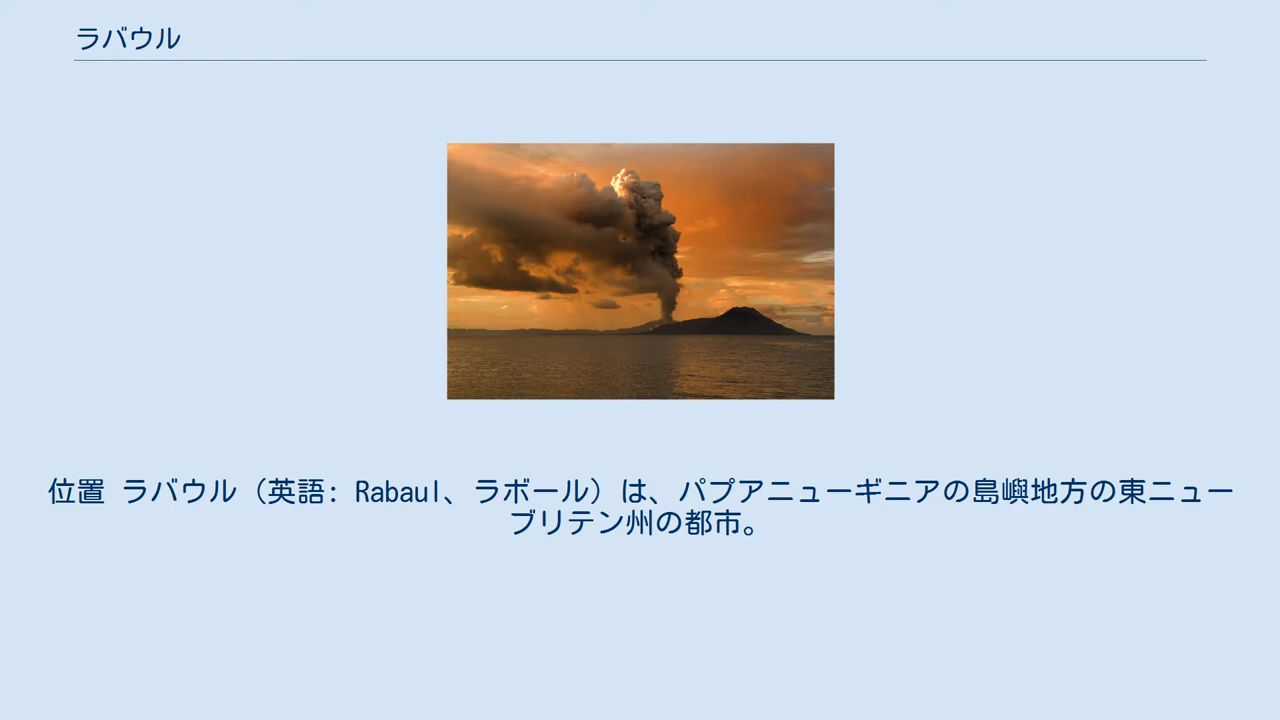 ラバウル
位置 ラバウル（英語: Rabaul、ラボール）は、パプアニューギニアの島嶼地方の東ニュー
ブリテン州の都市。